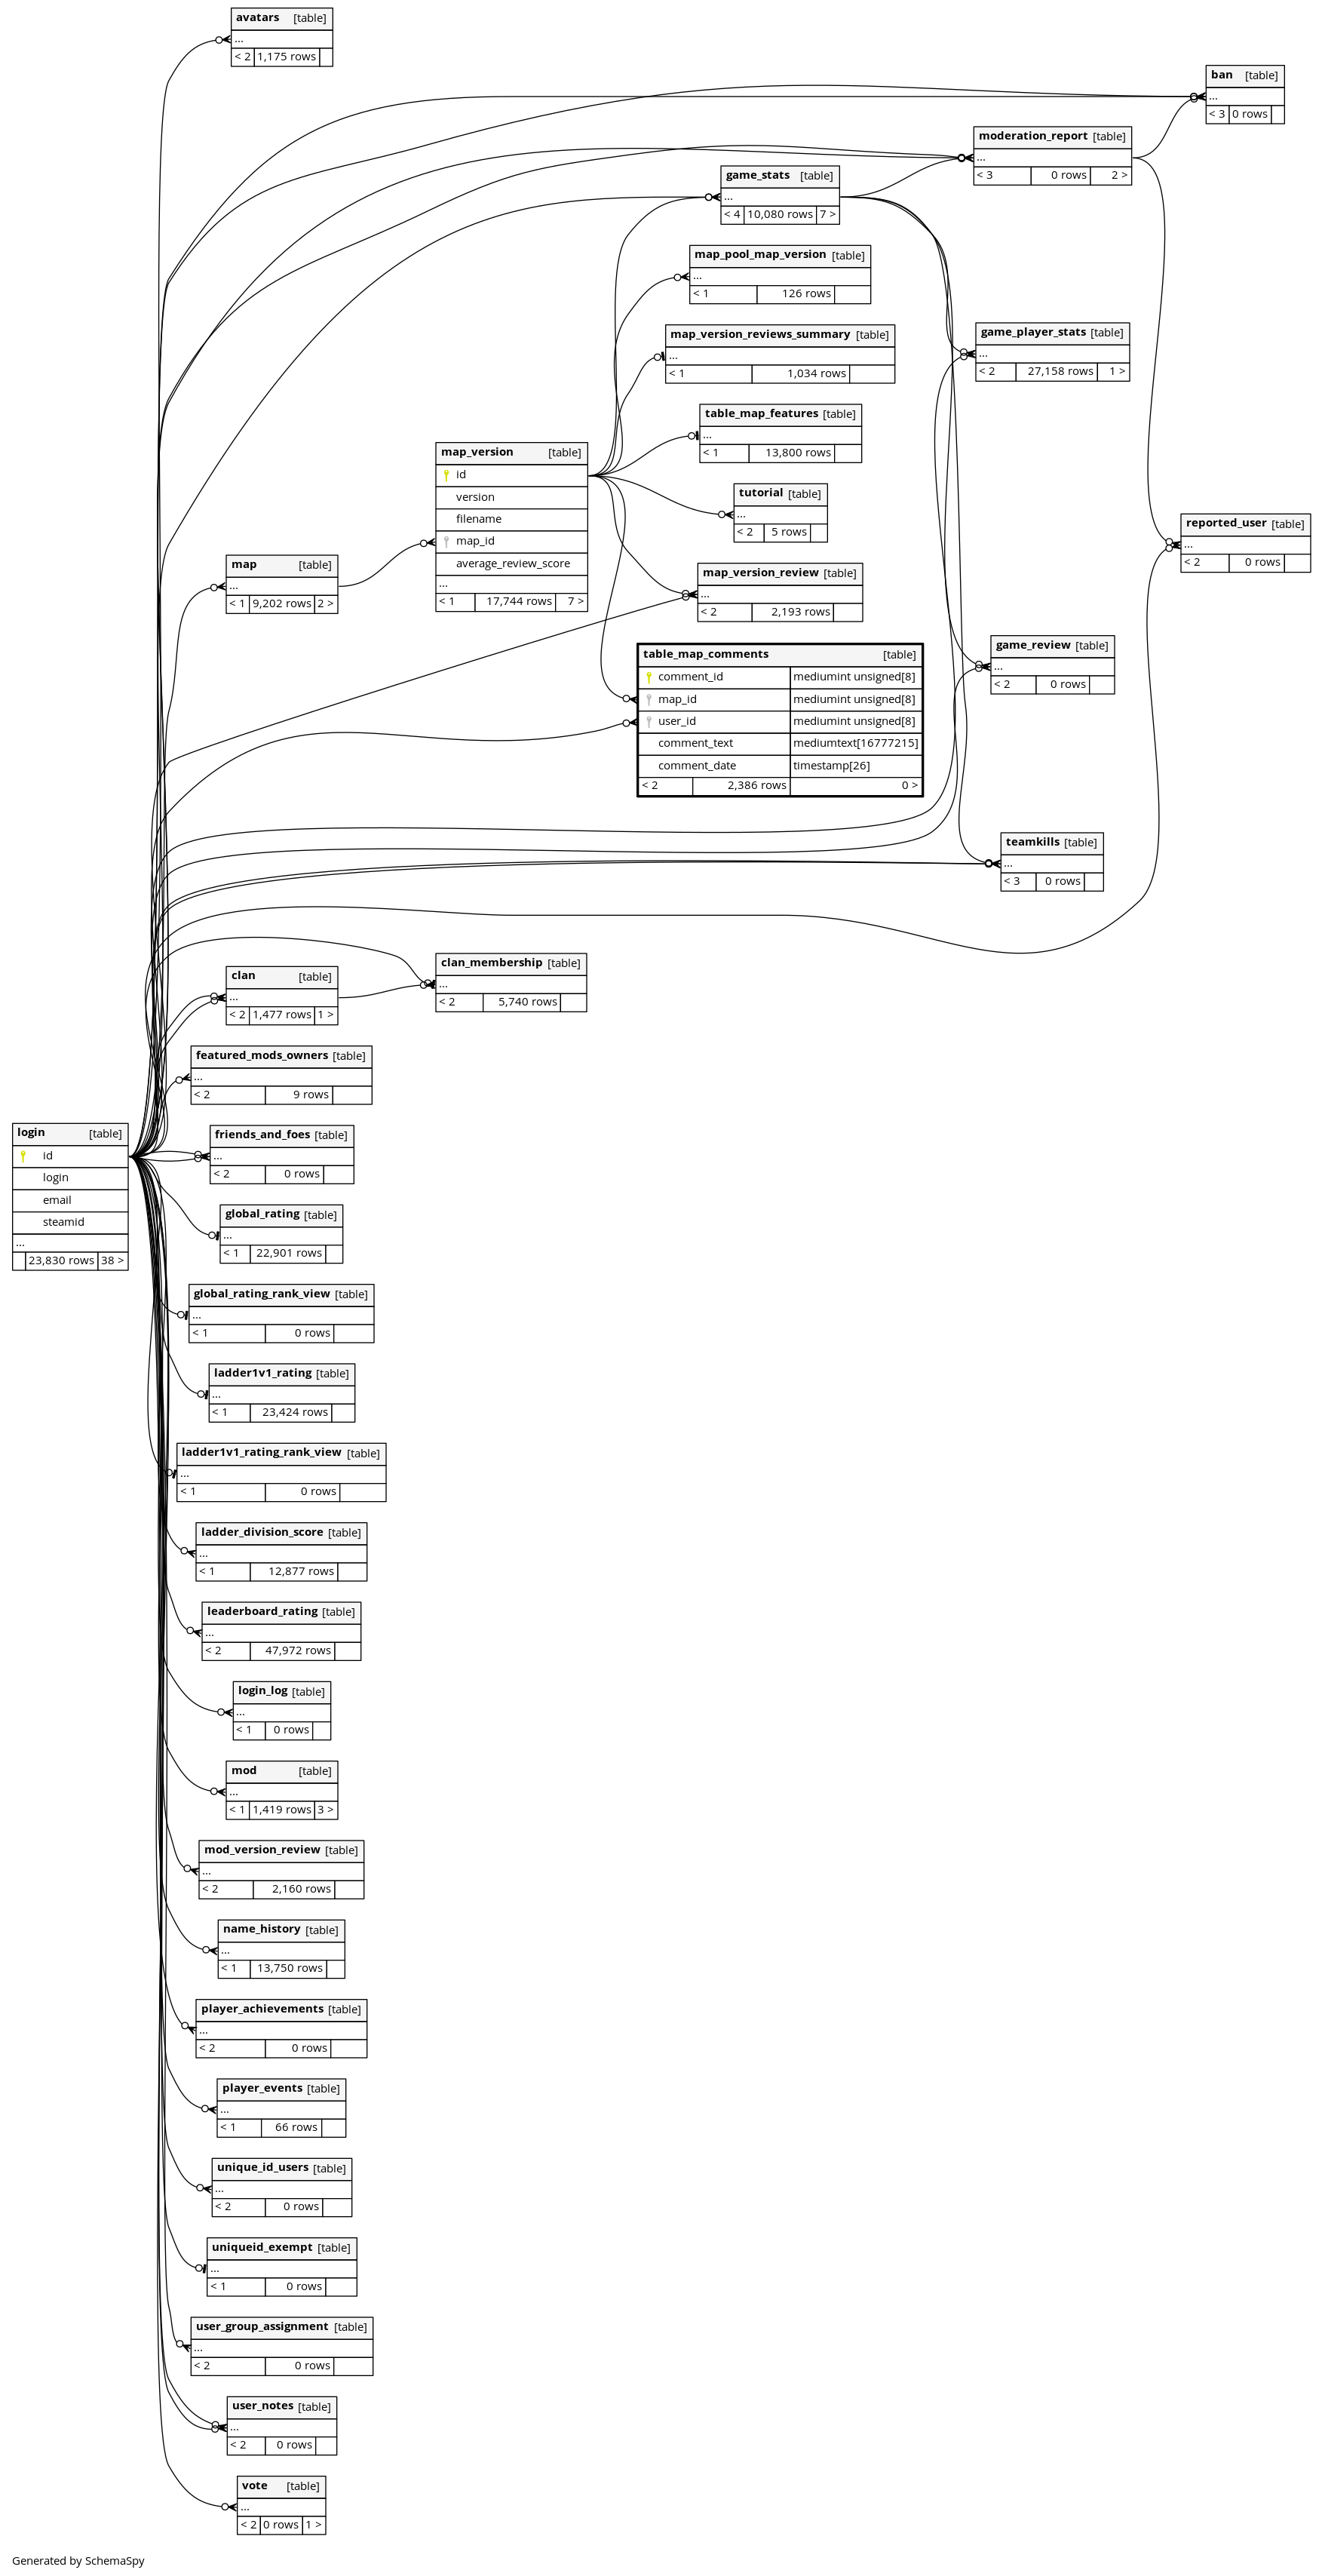 avatars [table]
...
< 2 1,175 rows
ban [table]
...
< 3 0 rows
moderation_report [table]
...
< 3 0 rows 2 >
game_stats [table]
...
< 4 10,080 rows 7 >
map_pool_map_version [table]
...
< 1 126 rows
map_version_reviews_summary [table]
...
< 1 1,034 rows
game_player_stats [table]
...
< 2 27,158 rows 1 >
table_map_features [table]
...
< 1 13,800 rows
map_version [table]
id
version
filename
map_id
average_review_score
...
< 1 17,744 rows 7 >
tutorial [table]
...
< 2 5 rows
reported_user [table]
...
< 2 0 rows
map [table]
...
< 1 9,202 rows 2 >
map_version_review [table]
...
< 2 2,193 rows
table_map_comments [table]
comment_id mediumint unsigned[8]
map_id mediumint unsigned[8]
user_id mediumint unsigned[8]
comment_text mediumtext[16777215]
comment_date timestamp[26]
< 2 2,386 rows 0 >
game_review [table]
...
< 2 0 rows
teamkills [table]
...
< 3 0 rows
clan_membership [table]
...
< 2 5,740 rows
clan [table]
...
< 2 1,477 rows 1 >
featured_mods_owners [table]
...
< 2 9 rows
login [table]
id
login
email
steamid
...
23,830 rows 38 >
friends_and_foes [table]
...
< 2 0 rows
global_rating [table]
...
< 1 22,901 rows
global_rating_rank_view [table]
...
< 1 0 rows
ladder1v1_rating [table]
...
< 1 23,424 rows
ladder1v1_rating_rank_view [table]
...
< 1 0 rows
ladder_division_score [table]
...
< 1 12,877 rows
leaderboard_rating [table]
...
< 2 47,972 rows
login_log [table]
...
< 1 0 rows
mod [table]
...
< 1 1,419 rows 3 >
mod_version_review [table]
...
< 2 2,160 rows
name_history [table]
...
< 1 13,750 rows
player_achievements [table]
...
< 2 0 rows
player_events [table]
...
< 1 66 rows
unique_id_users [table]
...
< 2 0 rows
uniqueid_exempt [table]
...
< 1 0 rows
user_group_assignment [table]
...
< 2 0 rows
user_notes [table]
...
< 2 0 rows
vote [table]
...
< 2 0 rows 1 >
Generated by SchemaSpy